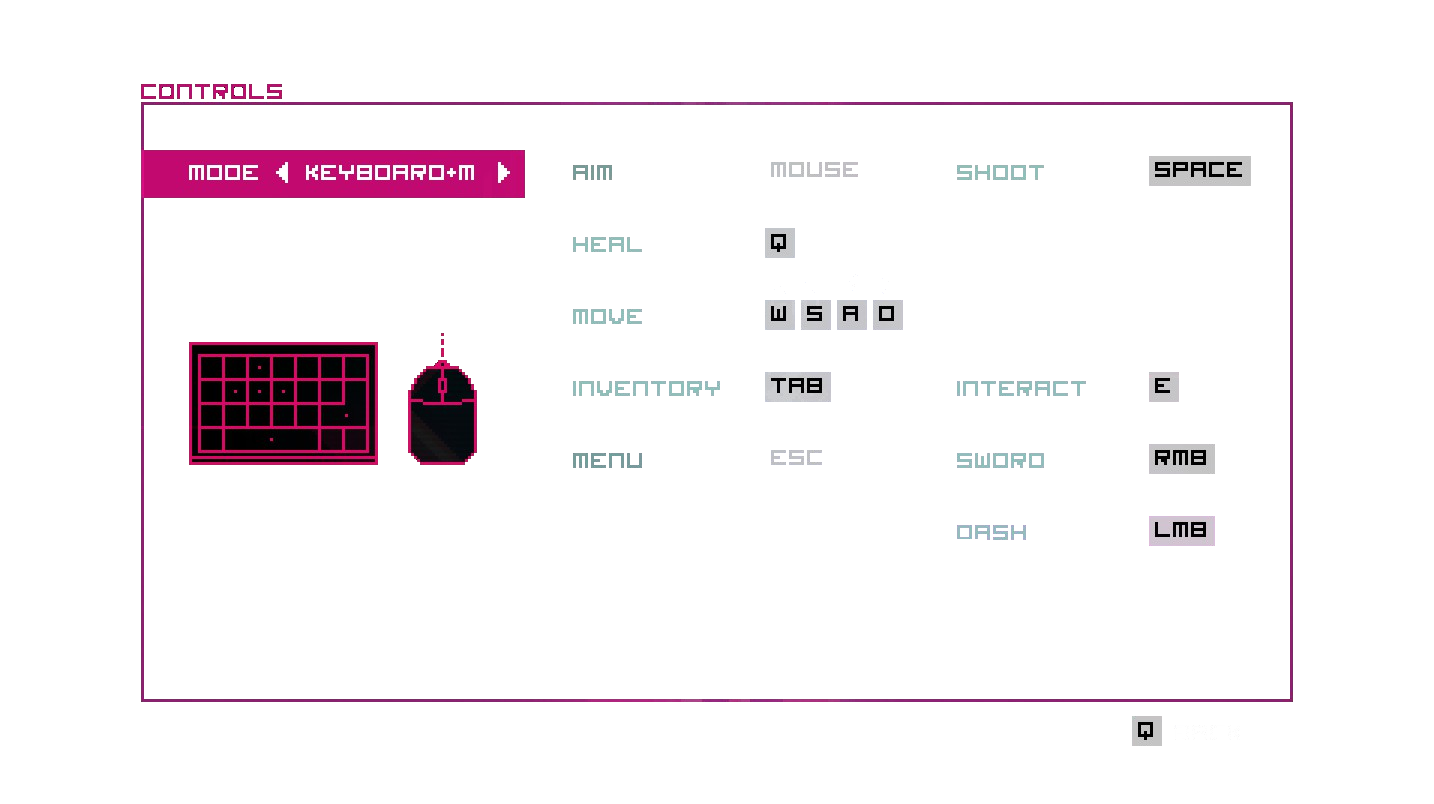 CONTROLS
MODE KEYBOARD+M AIM MOUSE SHOOT SPACE
HEAL Q
MOVE W S A D
INVENTORY TAB INTERACT E
MENU ESC SWORD RMB
DASH LMB
Q